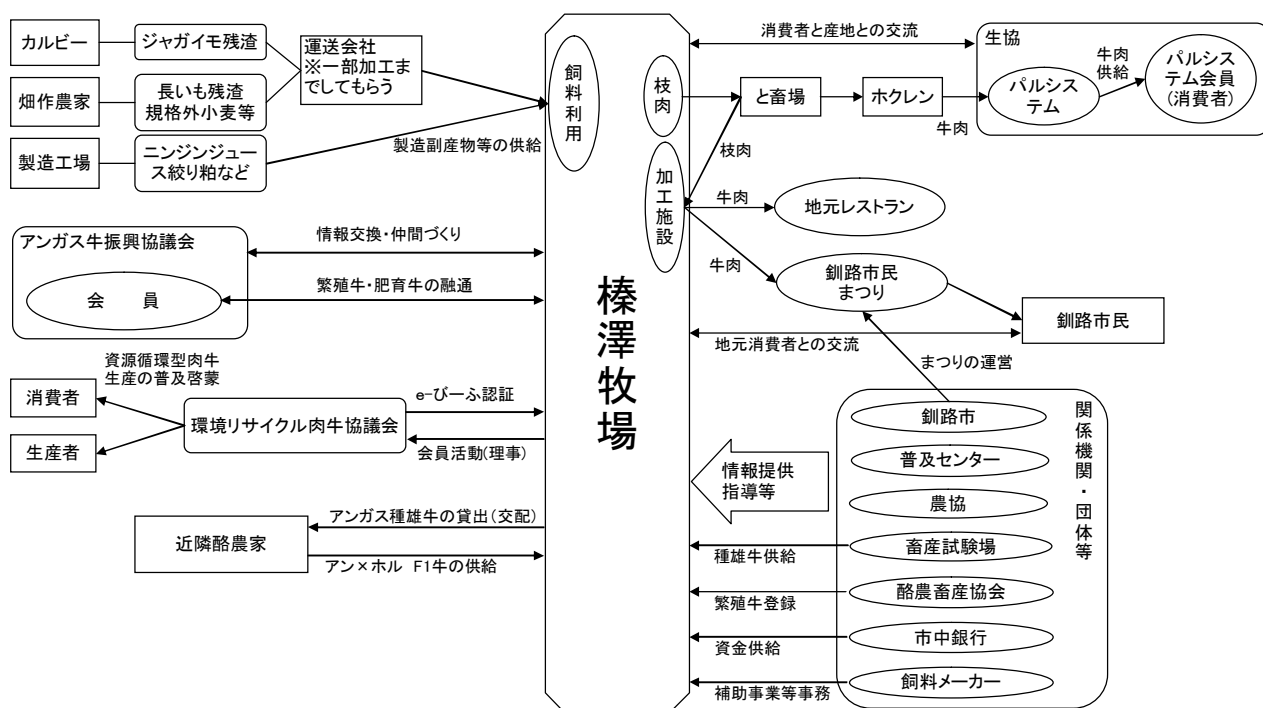 カルビー
ジャガイモ残渣
運送会社
※一部加工ま
でしてもらう
畑作農家
長いも残渣
規格外小麦等
製造工場
ニンジンジュー
ス絞り粕など
製造副産物等の供給
飼料利用
アンガス牛振興協議会
会　員
情報交換・仲間づくり
繁殖牛・肥育牛の融通
資源循環型肉牛
生産の普及啓蒙
消費者
生産者
環境リサイクル肉牛協議会
e-びーふ認証
会員活動(理事)
近隣酪農家
アンガス種雄牛の貸出(交配)
アン×ホル F1牛の供給
榛澤牧場
枝肉
加工施設
消費者と産地との交流
と畜場
ホクレン
牛肉
生協
パルシス
テム
牛肉
供給
パルシス
テム会員
(消費者)
枝肉
牛肉
地元レストラン
牛肉
釧路市民
まつり
釧路市民
地元消費者との交流
まつりの運営
情報提供
指導等
関係機関・団体等
釧路市
普及センター
農協
畜産試験場
種雄牛供給
酪農畜産協会
繁殖牛登録
市中銀行
資金供給
飼料メーカー
補助事業等事務